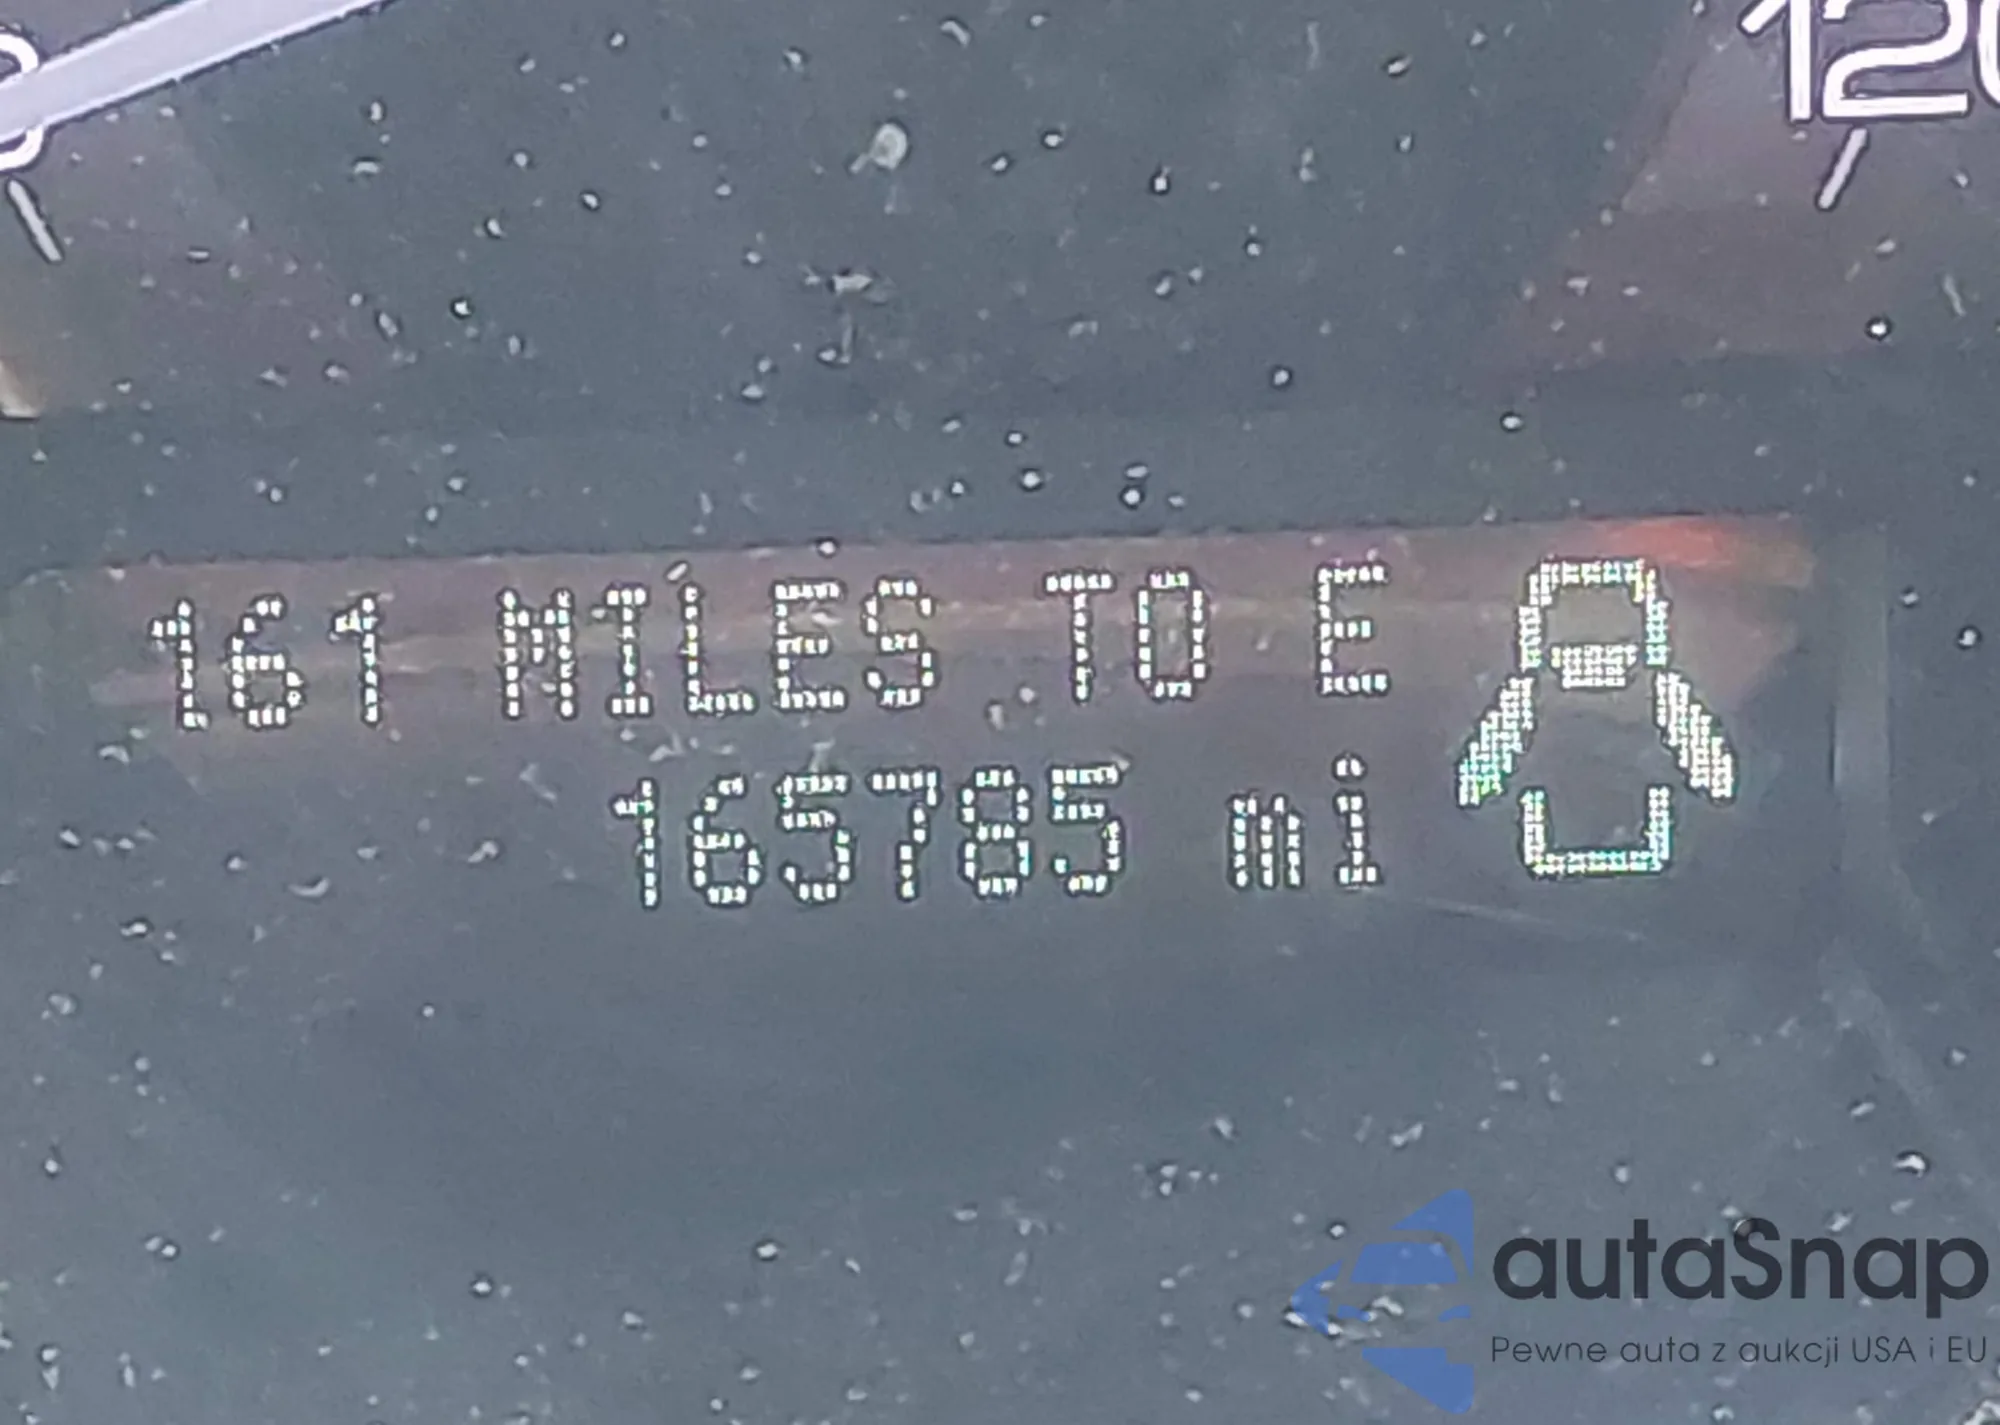 120
161 MILES TO E
165785 mi
autaSnap
Pewne auta z aukcji USA i EU